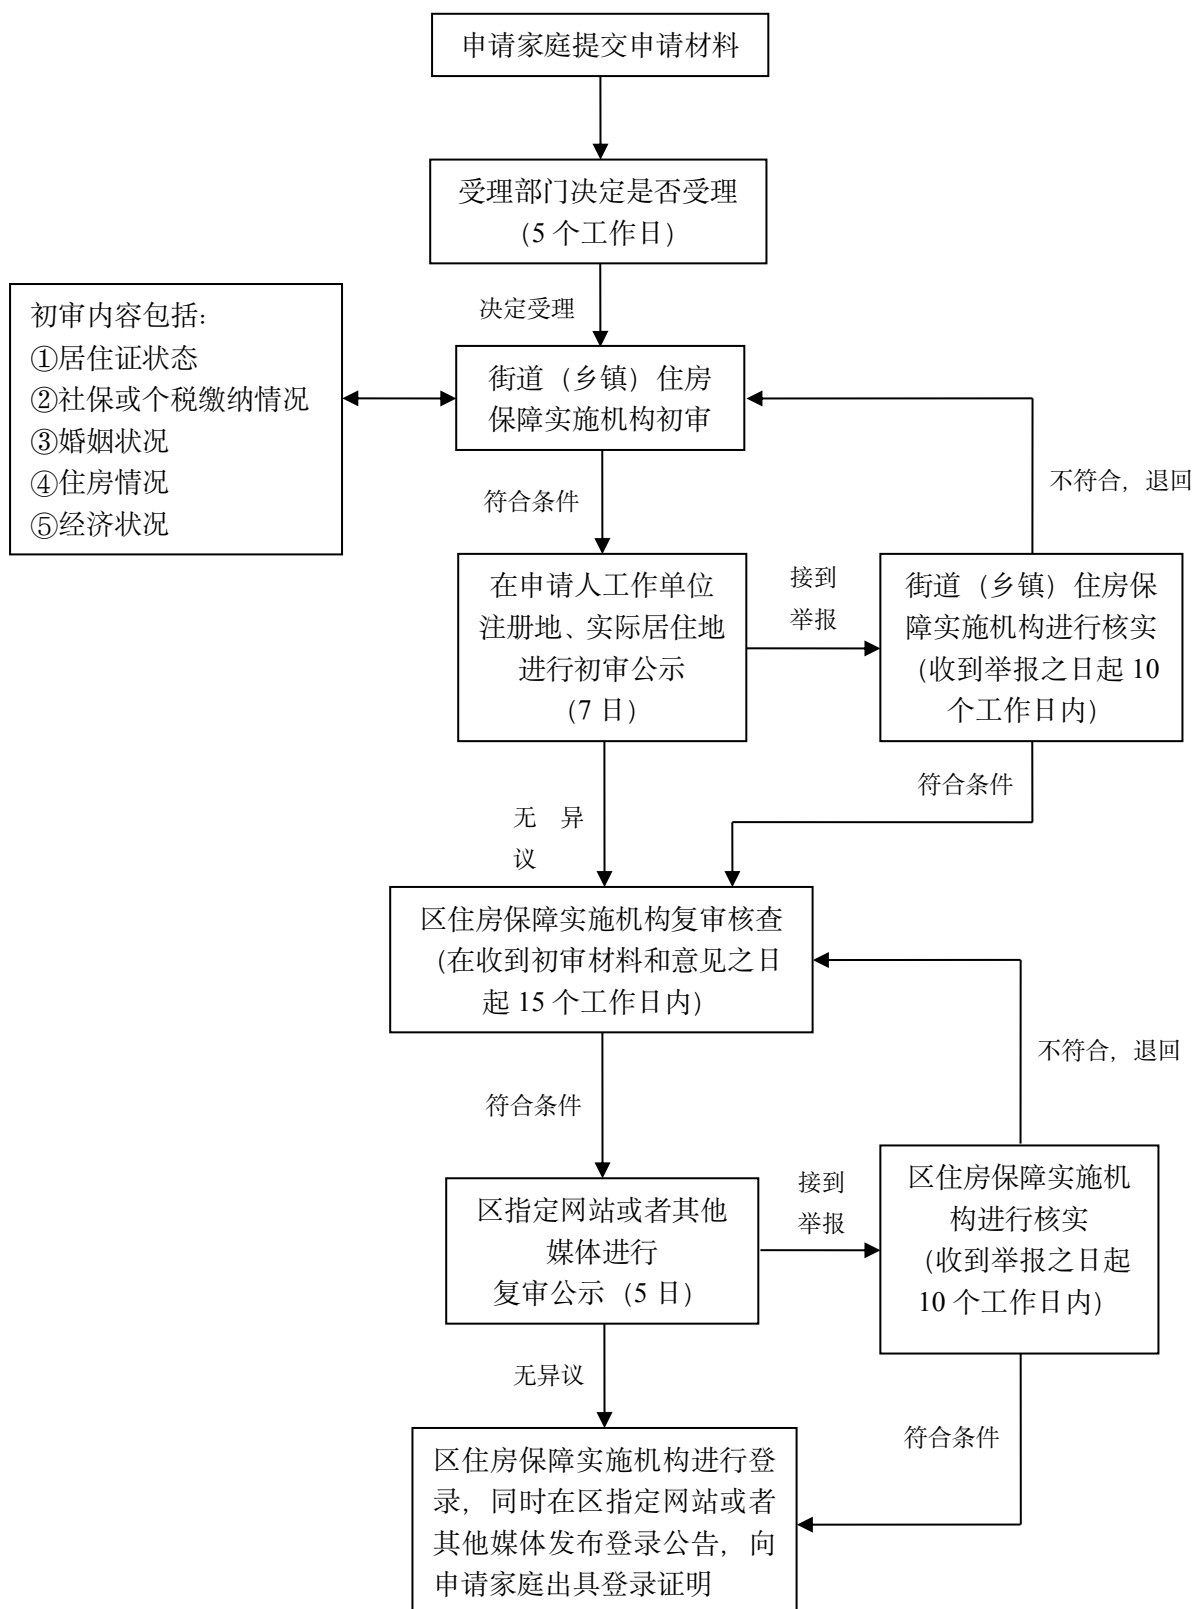 申请家庭提交申请材料
受理部门决定是否受理
（5 个工作日）
决定受理
初审内容包括：
①居住证状态
②社保或个税缴纳情况
③婚姻状况
④住房情况
⑤经济状况
街道（乡镇）住房
保障实施机构初审
不符合，退回
符合条件
在申请人工作单位
注册地、实际居住地
进行初审公示
（7 日）
接到
举报
街道（乡镇）住房保
障实施机构进行核实
（收到举报之日起 10
个工作日内）
符合条件
无 异
议
区住房保障实施机构复审核查
（在收到初审材料和意见之日
起 15 个工作日内）
不符合，退回
符合条件
区指定网站或者其他
媒体进行
复审公示（5 日）
接到
举报
区住房保障实施机
构进行核实
（收到举报之日起
10 个工作日内）
无异议
符合条件
区住房保障实施机构进行登
录，同时在区指定网站或者
其他媒体发布登录公告，向
申请家庭出具登录证明